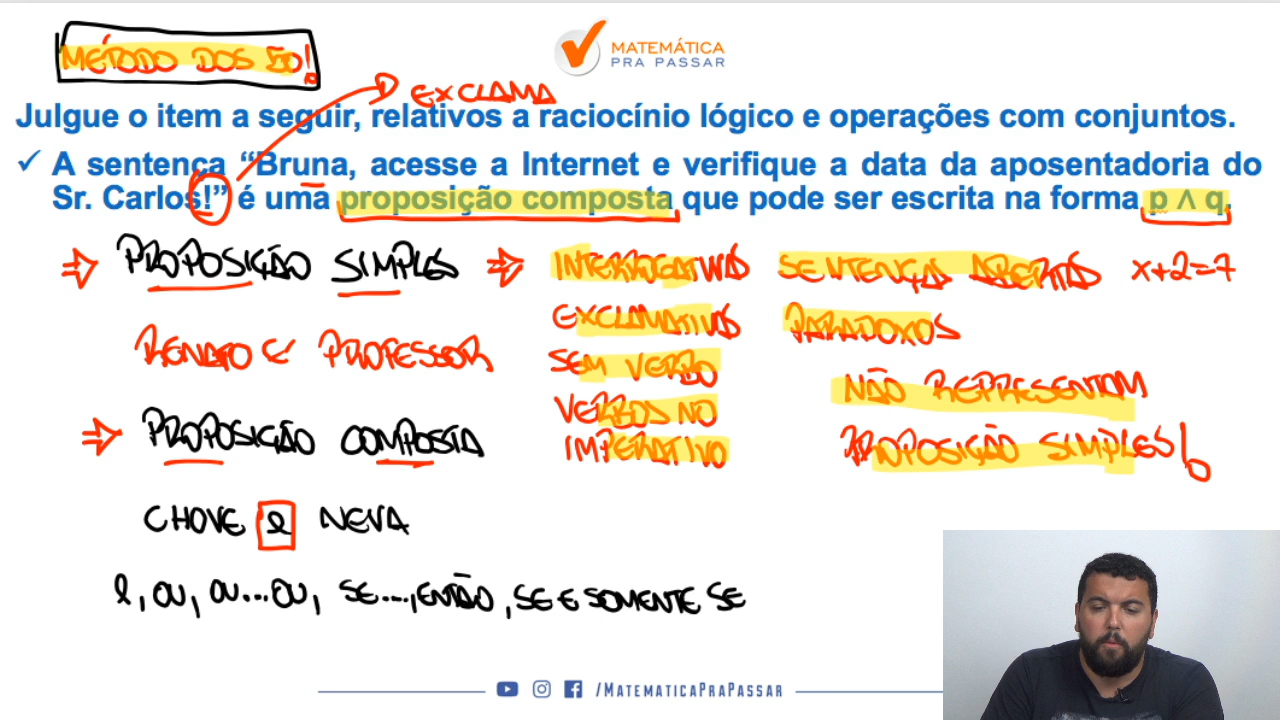 MÉTODO DOS 50!
MATEMÁTICA
PRA PASSAR
EXCLAMA
Julgue o item a seguir, relativos a raciocínio lógico e operações com conjuntos.
✓ A sentença “Bruna, acesse a Internet e verifique a data da aposentadoria do
Sr. Carlos!” é uma proposição composta que pode ser escrita na forma p ∧ q.
⇒ PROPOSIÇÃO SIMPLES ⇒ INTERROGATIVAS SENTENÇAS ABERTAS x+2=7
EXCLAMATIVAS PARADOXOS
RENATO É PROFESSOR
SEM VERBO
NÃO REPRESENTAM
VERBOS NO
⇒ PROPOSIÇÃO COMPOSTA IMPERATIVO PROPOSIÇÃO SIMPLES!
CHOVE e NEVA
e, OU, OU...OU, SE...,ENTÃO, SE E SOMENTE SE
/MATEMATICAPRAPASSAR